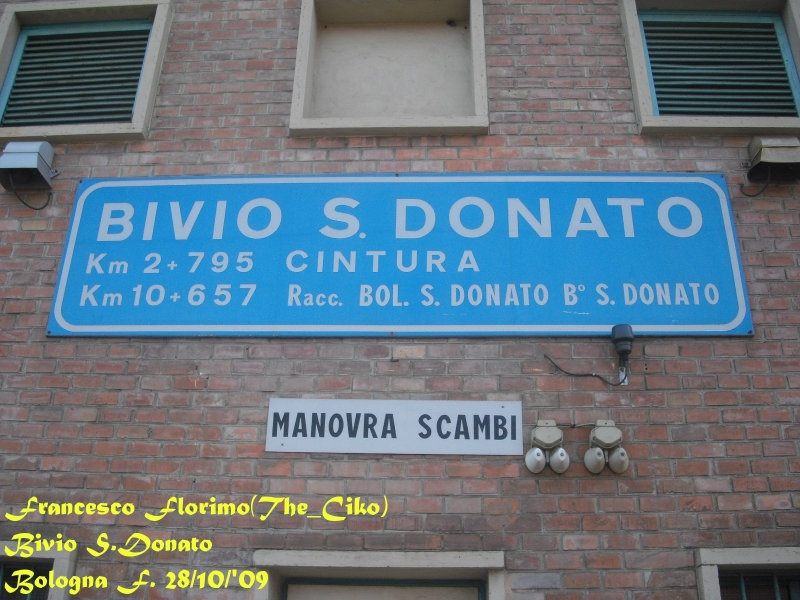 BIVIO S. DONATO
Km 2+795 CINTURA
Km 10+657 Racc. BOL. S. DONATO B° S. DONATO
MANOVRA SCAMBI
Francesco Florimo(The_Ciko)
Bivio S.Donato
Bologna F. 28/10/'09